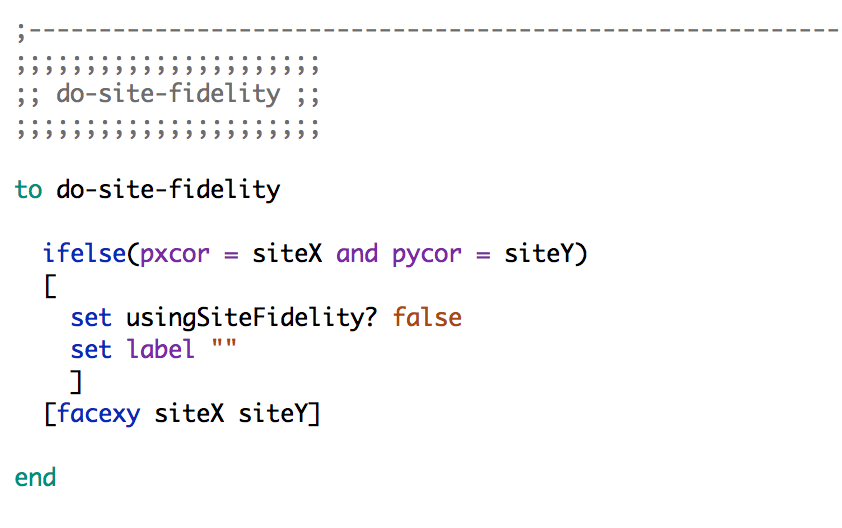 ;----------------------------------------------------------
;;;;;;;;;;;;;;;;;;;;;;
;; do-site-fidelity ;;
;;;;;;;;;;;;;;;;;;;;;;
to do-site-fidelity
ifelse(pxcor = siteX and pycor = siteY)
[
set usingSiteFidelity? false
set label ""
]
[facexy siteX siteY]
end